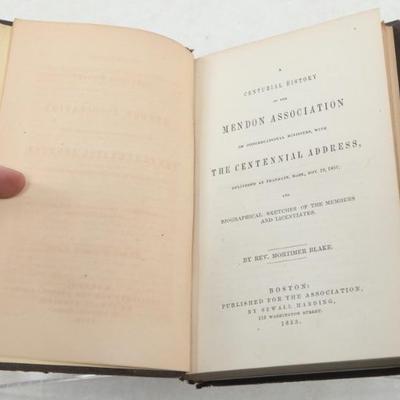 A
CENTURIAL HISTORY
OF THE
MENDON ASSOCIATION
OF CONGREGATIONAL MINISTERS, WITH
THE CENTENNIAL ADDRESS,
DELIVERED AT FRANKLIN, MASS., NOV. 19, 1851,
AND
BIOGRAPHICAL SKETCHES OF THE MEMBERS
AND LICENTIATES.
BY REV. MORTIMER BLAKE.
BOSTON:
PUBLISHED FOR THE ASSOCIATION,
BY SEWALL HARDING,
WASHINGTON STREET.
1853.